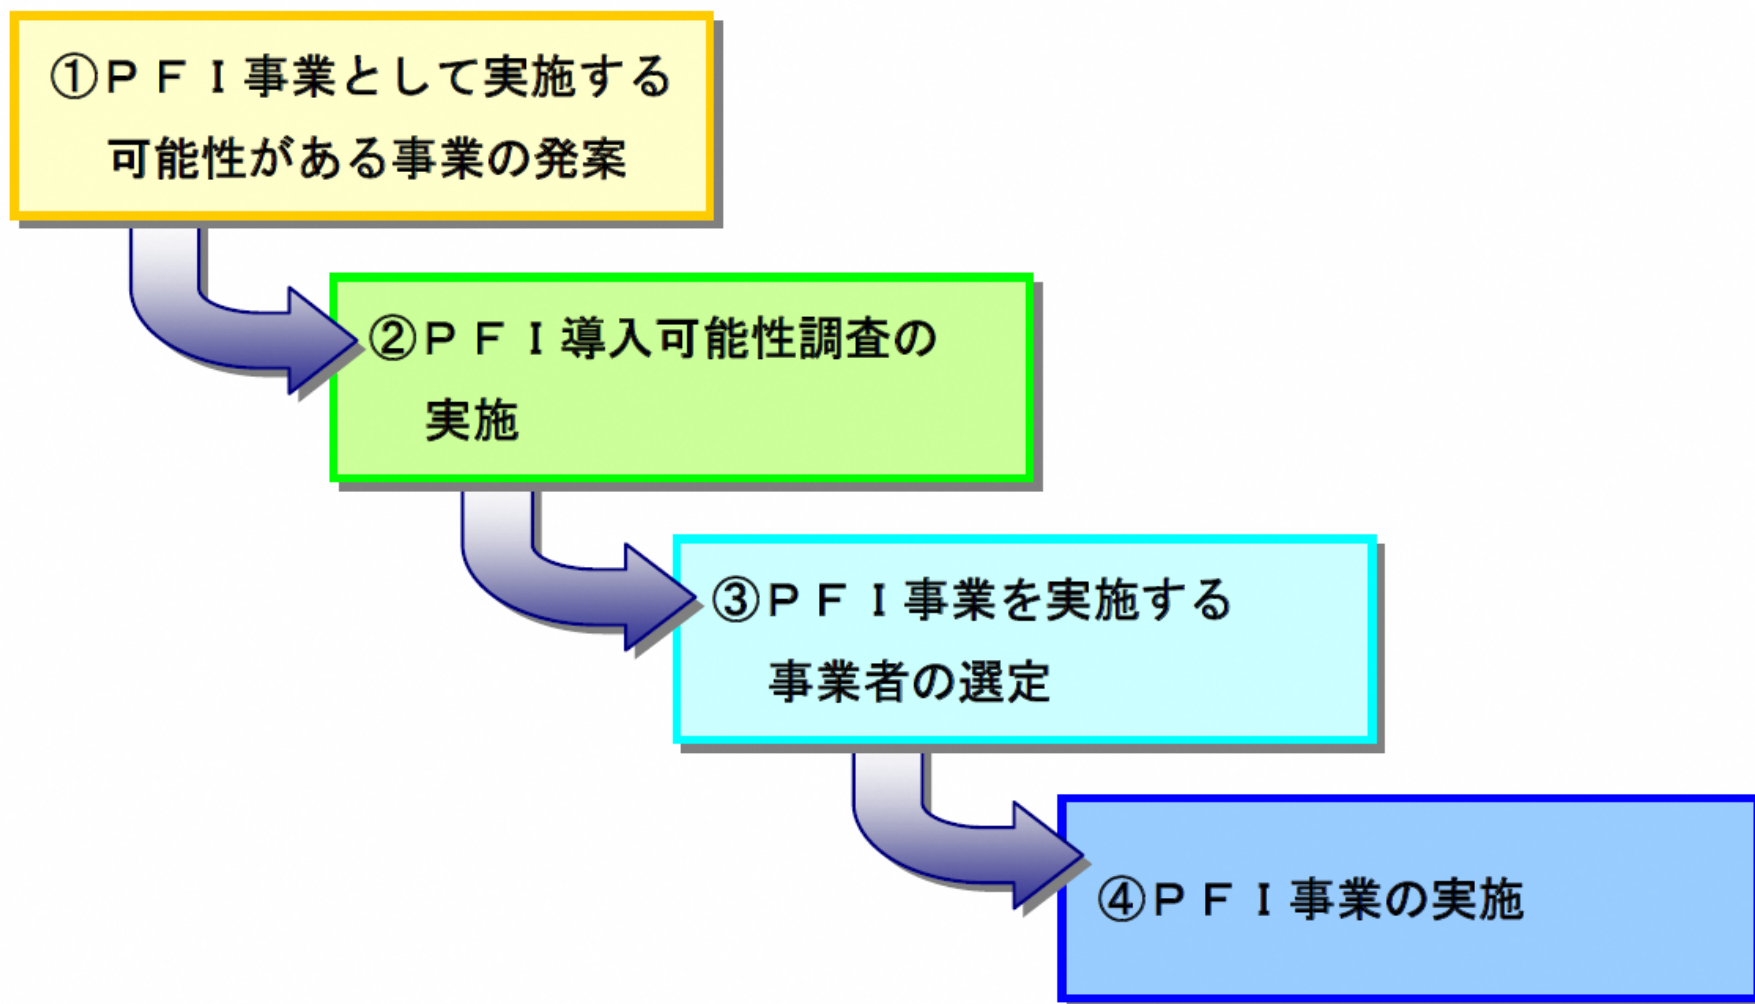 ①ＰＦＩ事業として実施する
可能性がある事業の発案
②ＰＦＩ導入可能性調査の
実施
③ＰＦＩ事業を実施する
事業者の選定
④ＰＦＩ事業の実施